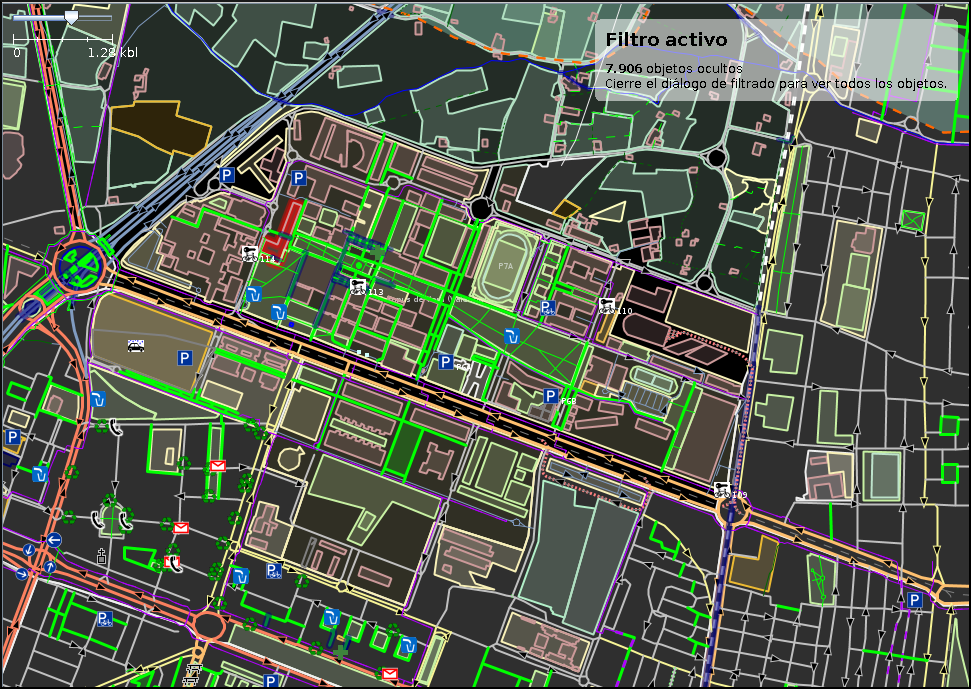 0
1.28 kbl
Filtro activo
7.906 objetos ocultos
Cierre el diálogo de filtrado para ver todos los objetos.
P
P
114
P7A
113
110
P
P
P
P
P6B
P
109
P
P
P
P